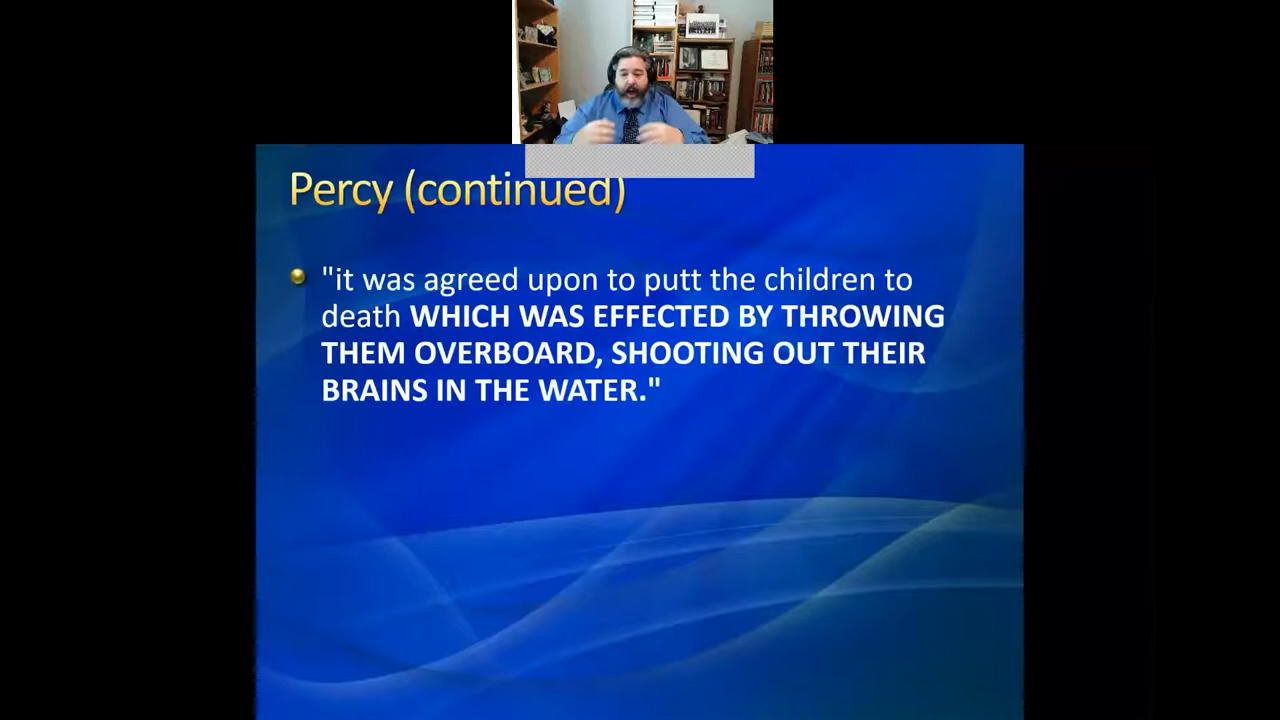 Percy (continued)
"it was agreed upon to putt the children to
death WHICH WAS EFFECTED BY THROWING
THEM OVERBOARD, SHOOTING OUT THEIR
BRAINS IN THE WATER."